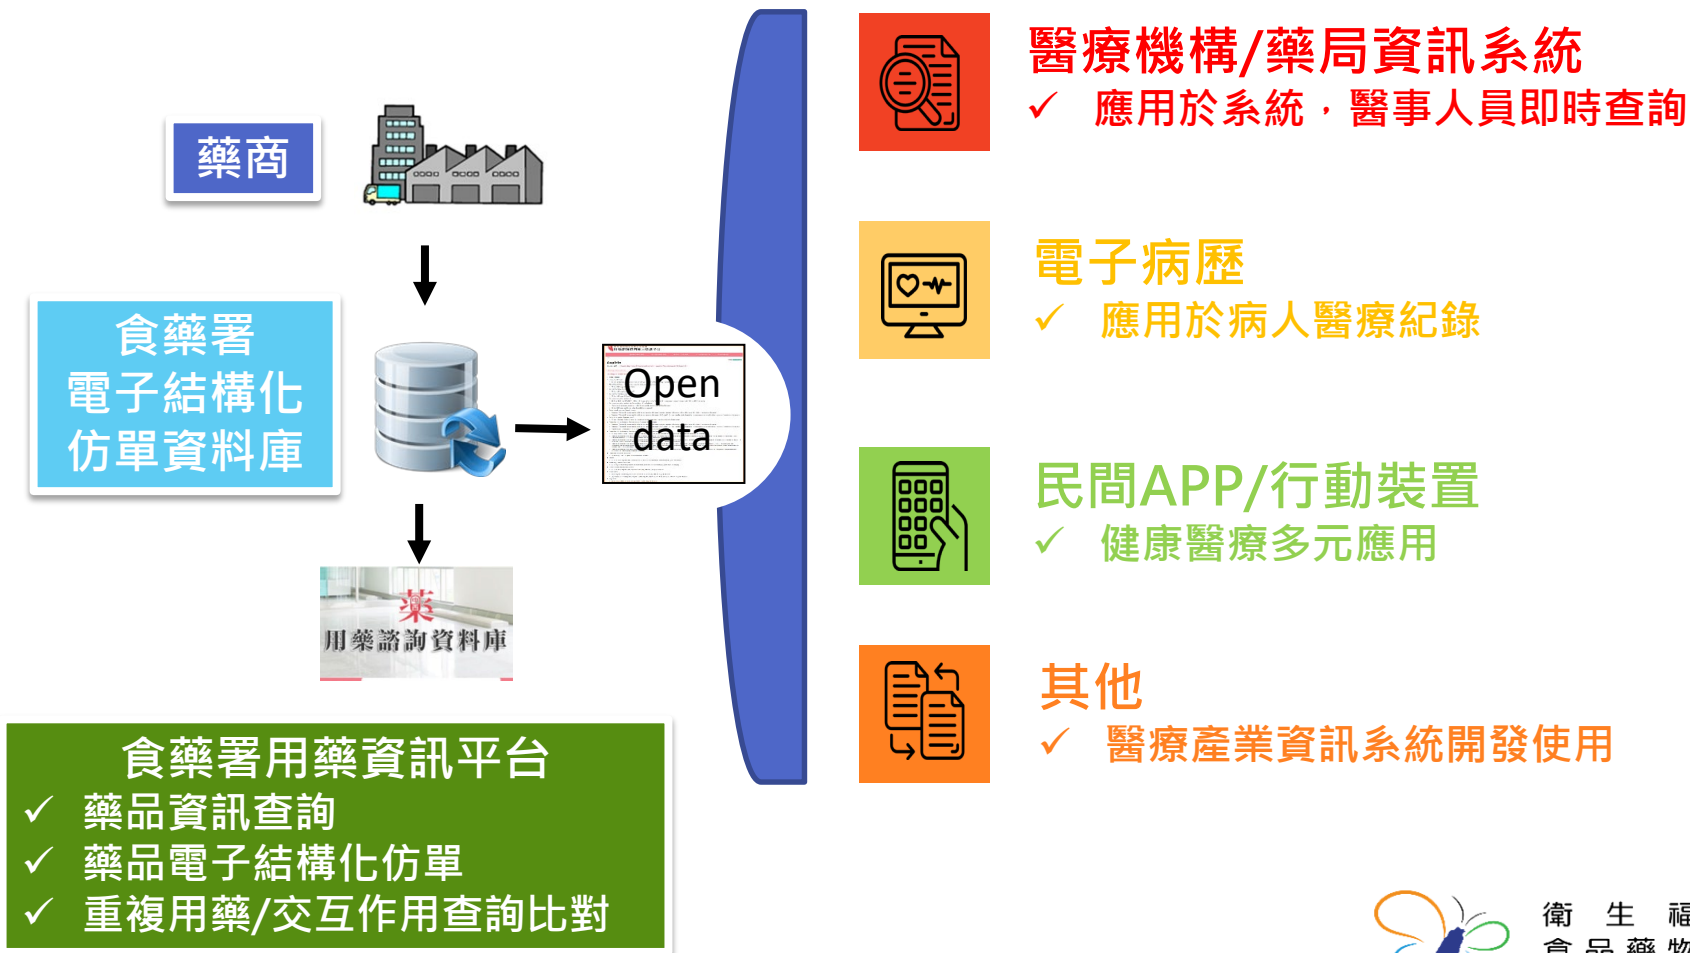 藥商
食藥署
電子結構化
仿單資料庫
Open
data
藥
用藥諮詢資料庫
食藥署用藥資訊平台
✓ 藥品資訊查詢
✓ 藥品電子結構化仿單
✓ 重複用藥/交互作用查詢比對
醫療機構/藥局資訊系統
✓ 應用於系統，醫事人員即時查詢
電子病歷
✓ 應用於病人醫療紀錄
民間APP/行動裝置
✓ 健康醫療多元應用
其他
✓ 醫療產業資訊系統開發使用
衛生福
食品藥物